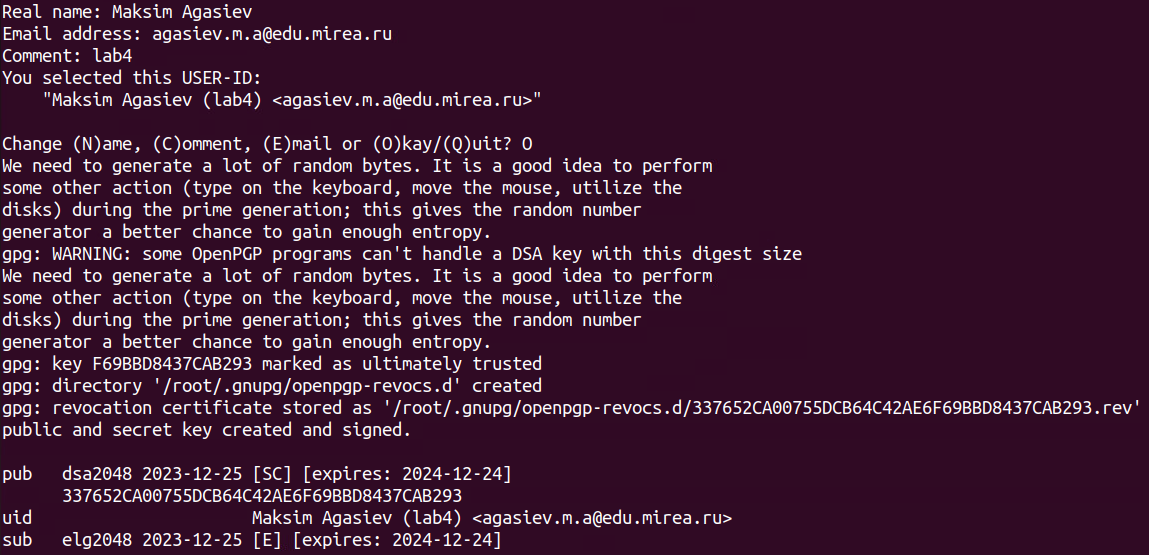 Real name: Maksim Agasiev
Email address: agasiev.m.a@edu.mirea.ru
Comment: lab4
You selected this USER-ID:
    "Maksim Agasiev (lab4) <agasiev.m.a@edu.mirea.ru>"

Change (N)ame, (C)omment, (E)mail or (O)kay/(Q)uit? O
We need to generate a lot of random bytes. It is a good idea to perform
some other action (type on the keyboard, move the mouse, utilize the
disks) during the prime generation; this gives the random number
generator a better chance to gain enough entropy.
gpg: WARNING: some OpenPGP programs can't handle a DSA key with this digest size
We need to generate a lot of random bytes. It is a good idea to perform
some other action (type on the keyboard, move the mouse, utilize the
disks) during the prime generation; this gives the random number
generator a better chance to gain enough entropy.
gpg: key F69BBD8437CAB293 marked as ultimately trusted
gpg: directory '/root/.gnupg/openpgp-revocs.d' created
gpg: revocation certificate stored as '/root/.gnupg/openpgp-revocs.d/337652CA00755DCB64C42AE6F69BBD8437CAB293.rev'
public and secret key created and signed.

pub   dsa2048 2023-12-25 [SC] [expires: 2024-12-24]
      337652CA00755DCB64C42AE6F69BBD8437CAB293
uid                      Maksim Agasiev (lab4) <agasiev.m.a@edu.mirea.ru>
sub   elg2048 2023-12-25 [E] [expires: 2024-12-24]